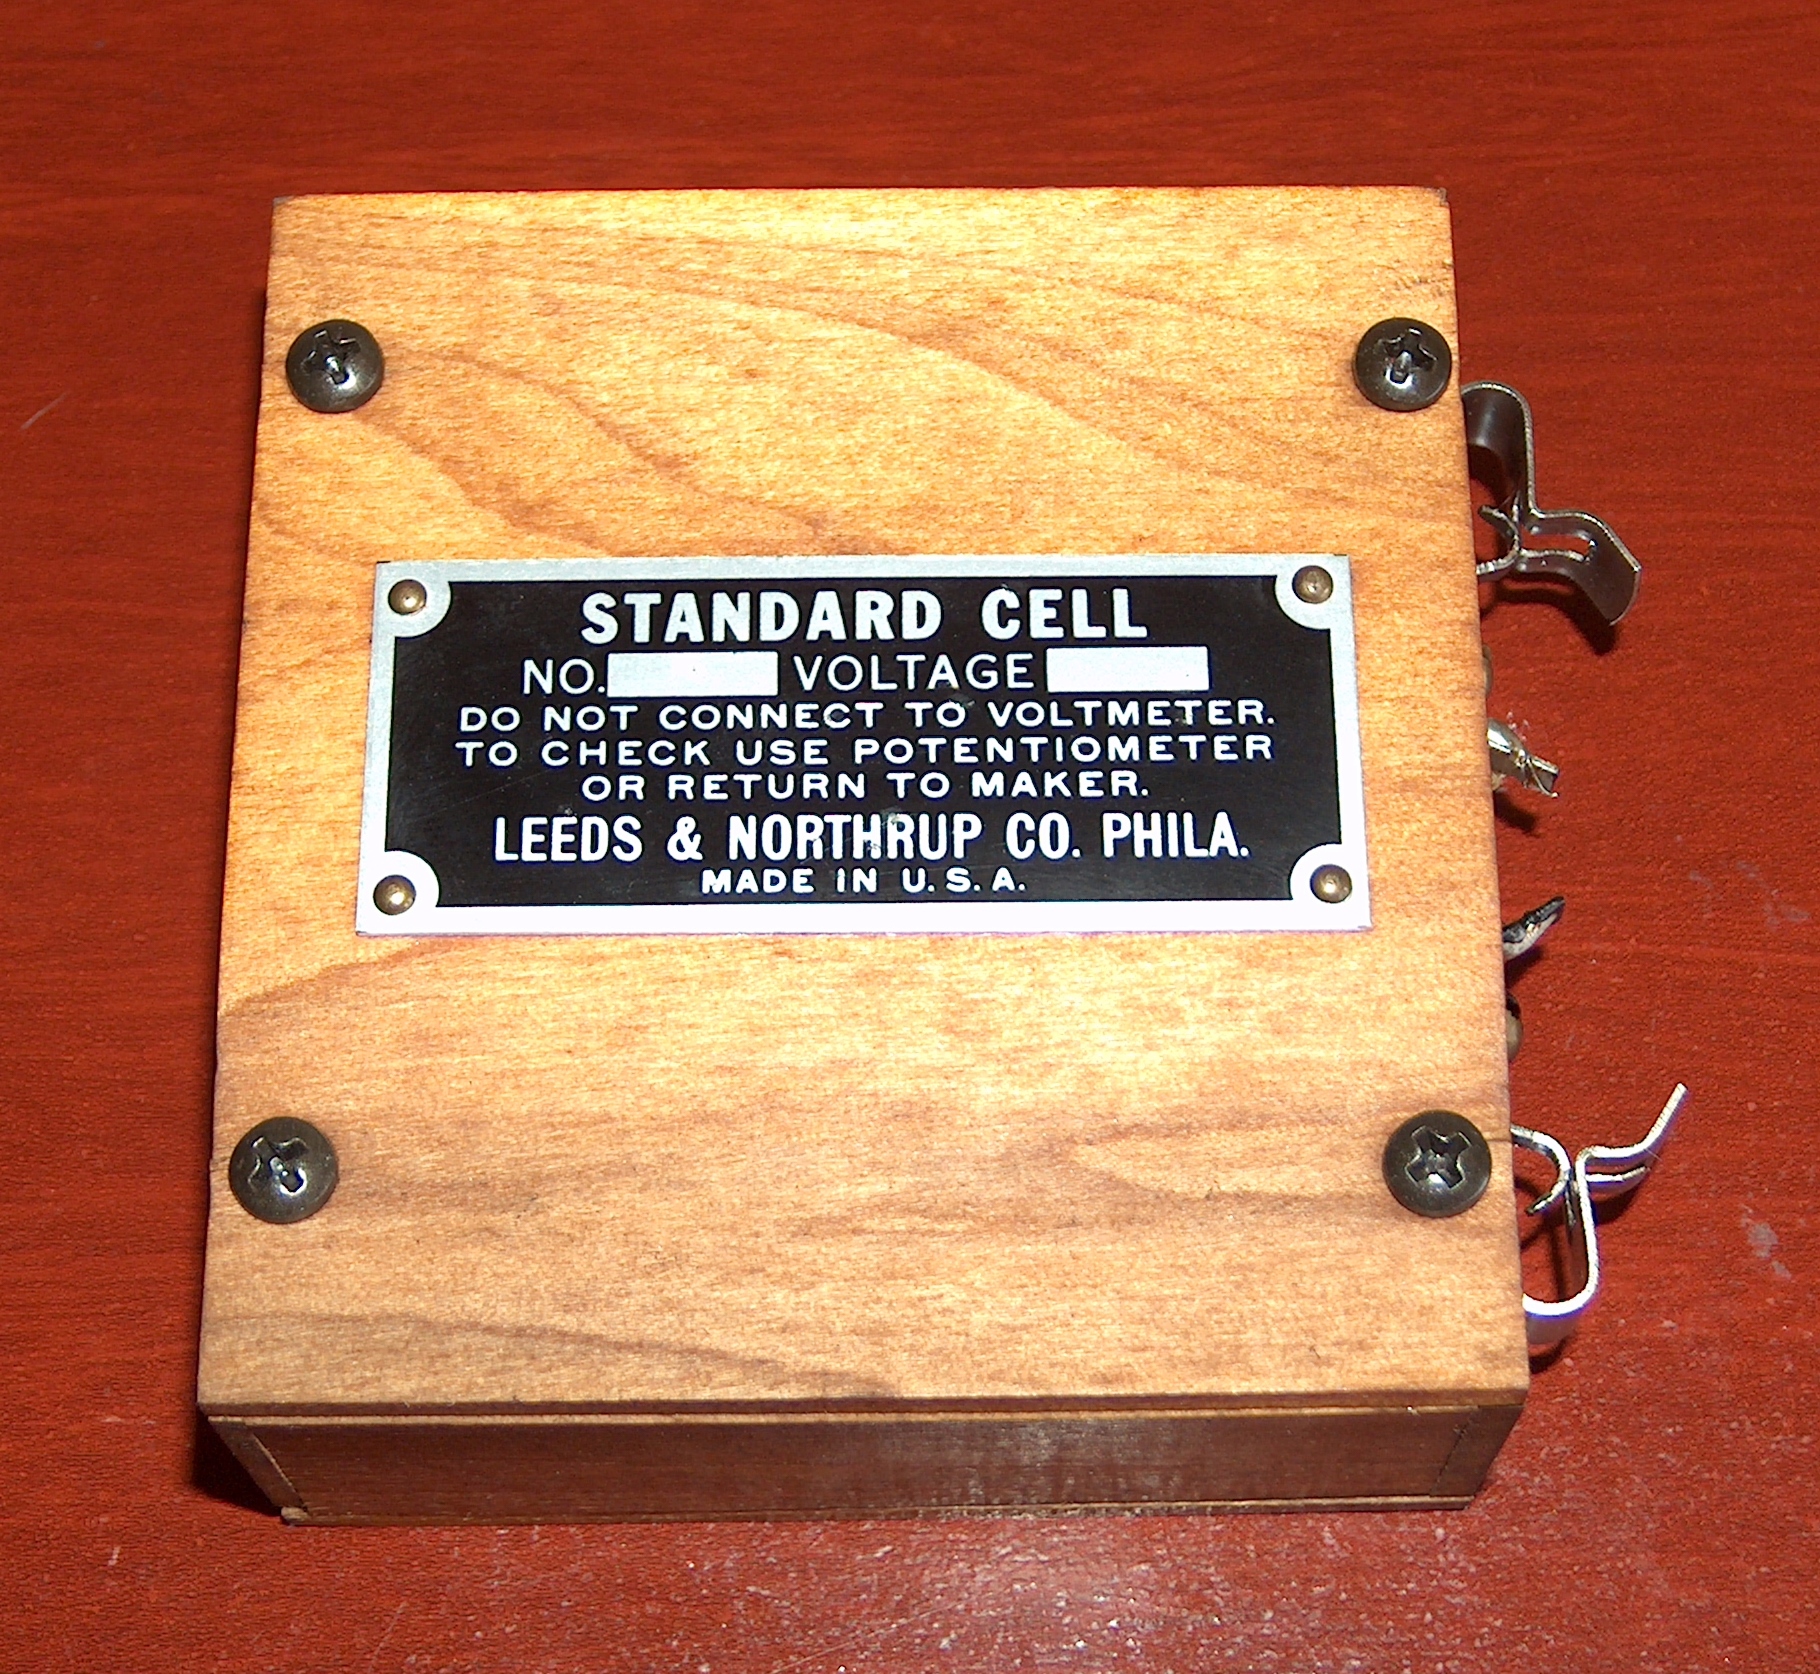 STANDARD CELL
NO. VOLTAGE
DO NOT CONNECT TO VOLTMETER.
TO CHECK USE POTENTIOMETER
OR RETURN TO MAKER.
LEEDS & NORTHRUP CO. PHILA.
MADE IN U.S.A.